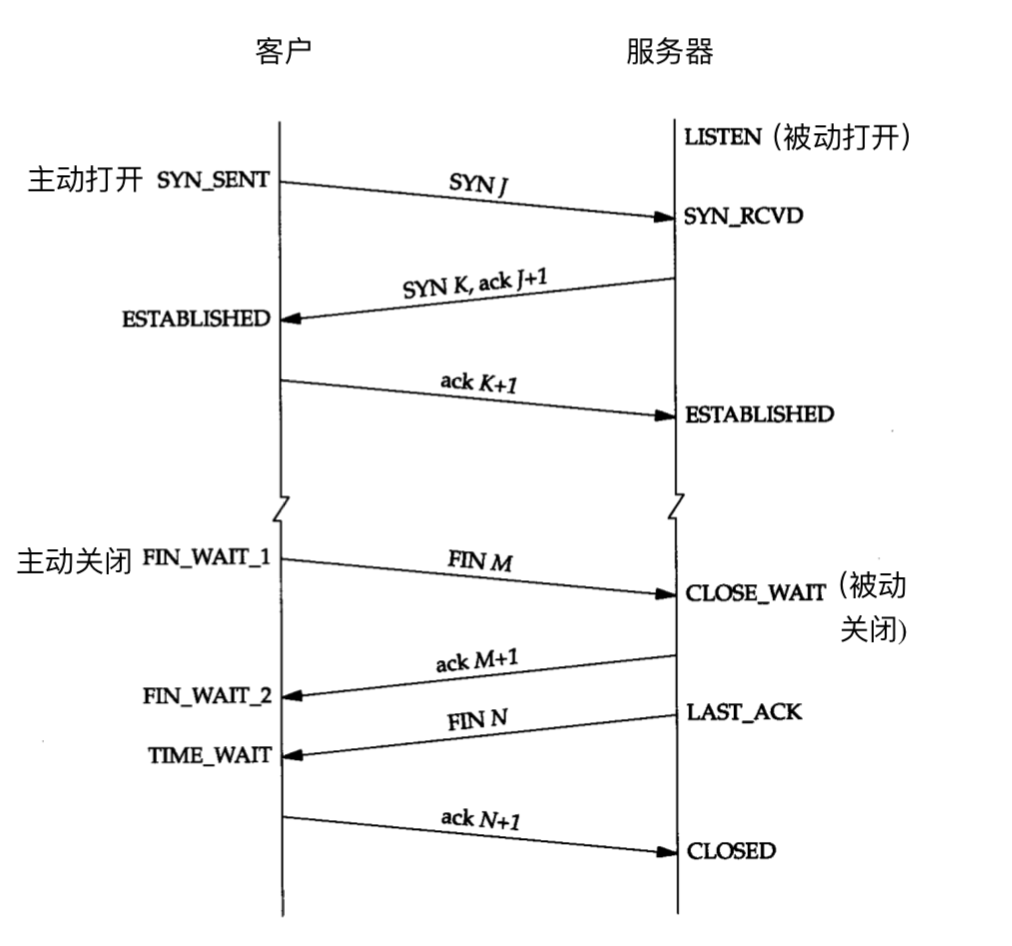 客户 服务器
LISTEN（被动打开）
主动打开 SYN_SENT
SYN J
SYN_RCVD
SYN K, ack J+1
ESTABLISHED
ack K+1
ESTABLISHED
主动关闭 FIN_WAIT_1
FIN M
CLOSE_WAIT（被动
关闭)
ack M+1
FIN_WAIT_2
FIN N
LAST_ACK
TIME_WAIT
ack N+1
CLOSED